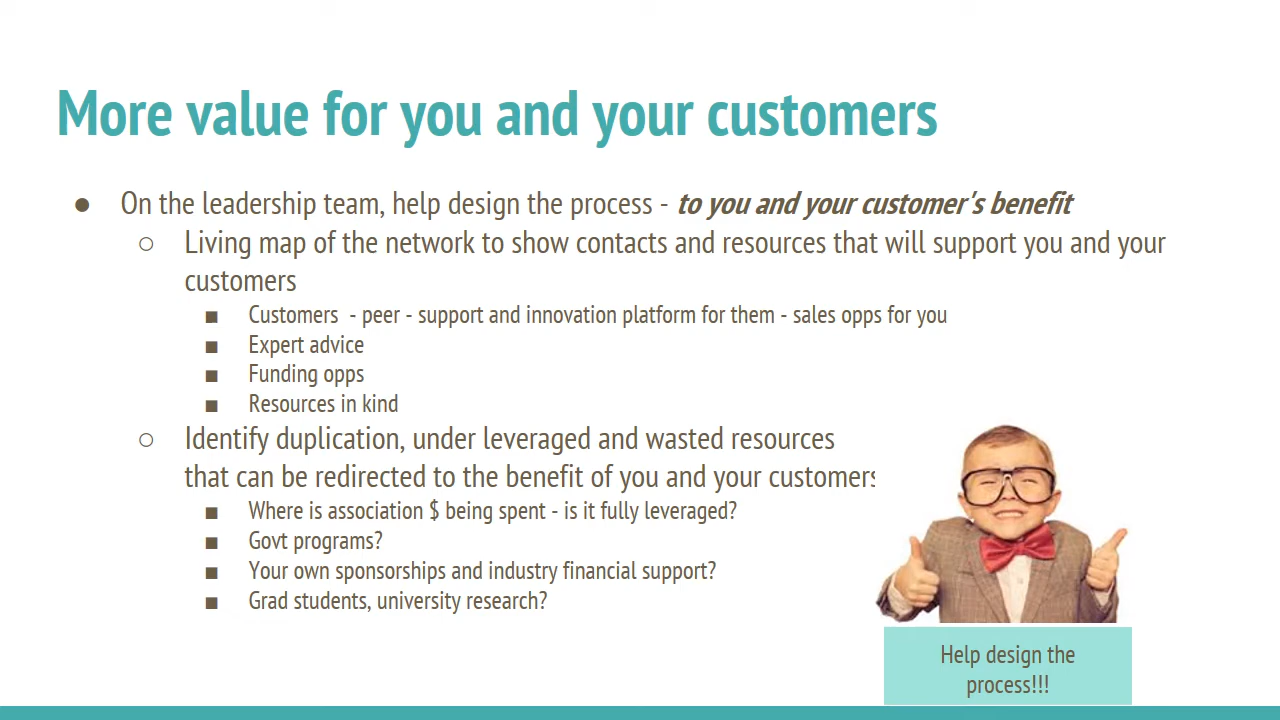 More value for you and your customers
● On the leadership team, help design the process - to you and your customer's benefit
○ Living map of the network to show contacts and resources that will support you and your
customers
■ Customers - peer - support and innovation platform for them - sales opps for you
■ Expert advice
■ Funding opps
■ Resources in kind
○ Identify duplication, under leveraged and wasted resources
that can be redirected to the benefit of you and your customers
■ Where is association $ being spent - is it fully leveraged?
■ Govt programs?
■ Your own sponsorships and industry financial support?
■ Grad students, university research?
Help design the
process!!!